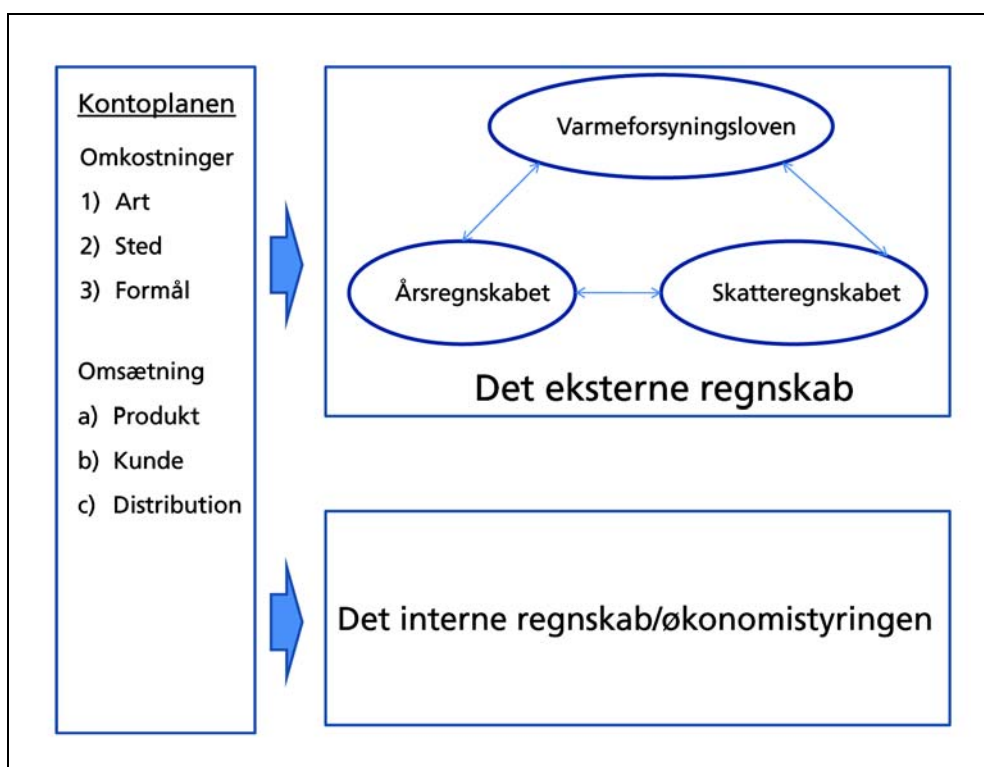 Kontoplanen
Omkostninger
1) Art
2) Sted
3) Formål
Omsætning
a) Produkt
b) Kunde
c) Distribution
Varmeforsyningsloven
Årsregnskabet
Skatteregnskabet
Det eksterne regnskab
Det interne regnskab/økonomistyringen